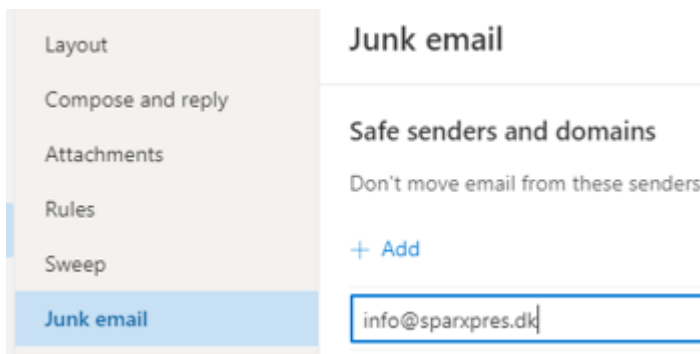 Layout
Compose and reply
Attachments
Rules
Sweep
Junk email
Junk email
Safe senders and domains
Don't move email from these senders
+ Add
info@sparxpres.dk